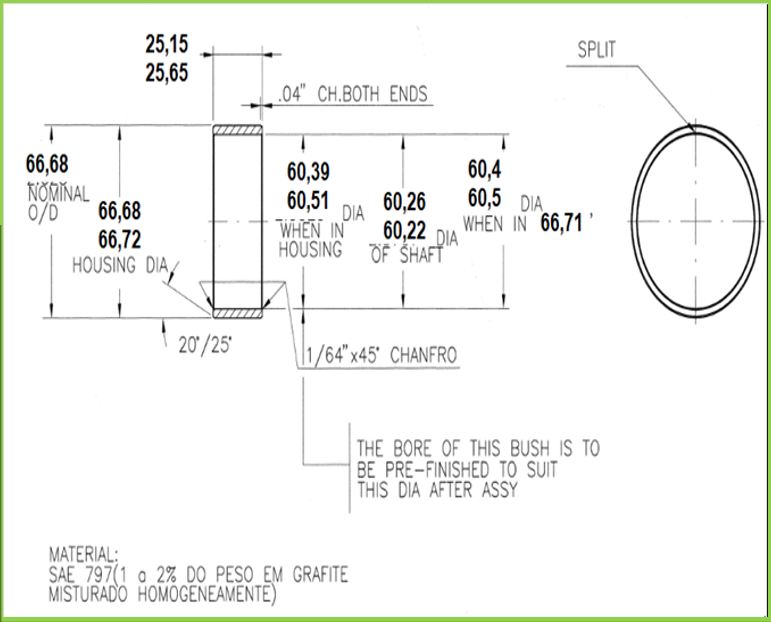 25,15
25,65
.04" CH.BOTH ENDS
SPLIT
66,68
NOMINAL
O/D
66,68
66,72
HOUSING DIA
60,39
60,51
DIA
WHEN IN
HOUSING
60,26
60,22
DIA
OF SHAFT
60,4
60,5
DIA
WHEN IN 66,71 '
20°/25°
1/64"x45° CHANFRO
THE BORE OF THIS BUSH IS TO
BE PRE-FINISHED TO SUIT
THIS DIA AFTER ASSY
MATERIAL:
SAE 797(1 a 2% DO PESO EM GRAFITE
MISTURADO HOMOGENEAMENTE)